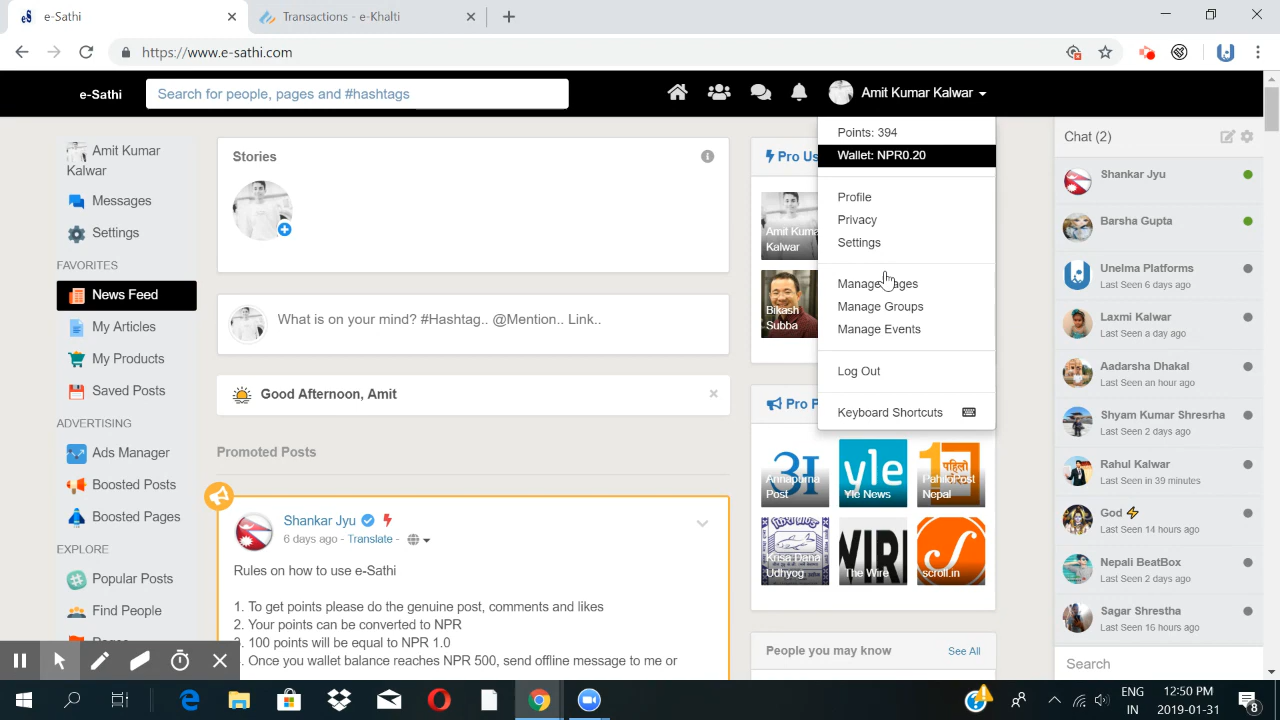 e-Sathi
Transactions - e-Khalti
https://www.e-sathi.com
e-Sathi
Search for people, pages and #hashtags
Amit Kumar Kalwar
Points: 394
Wallet: NPR0.20
Profile
Privacy
Settings
Manage Pages
Manage Groups
Manage Events
Log Out
Keyboard Shortcuts
Amit Kumar
Kalwar
Messages
Settings
FAVORITES
News Feed
My Articles
My Products
Saved Posts
ADVERTISING
Ads Manager
Boosted Posts
Boosted Pages
EXPLORE
Popular Posts
Find People
Stories
What is on your mind? #Hashtag.. @Mention.. Link..
Good Afternoon, Amit
Promoted Posts
Shankar Jyu
6 days ago - Translate -
Rules on how to use e-Sathi
1. To get points please do the genuine post, comments and likes
2. Your points can be converted to NPR
3. 100 points will be equal to NPR 1.0
. Once you wallet balance reaches NPR 500, send offline message to me or
Pro Us
Amit Kuma
Kalwar
Bikash
Subba
Pro P
अ
Annapurna
Post
yle
Yle News
1
पहिलो
PahiloPost
Nepal
Kusa Dana
Udhyog
WIR
The Wire
scroll.in
People you may know
See All
Chat (2)
Shankar Jyu
Barsha Gupta
Unelma Platforms
Last Seen 6 days ago
Laxmi Kalwar
Last Seen a day ago
Aadarsha Dhakal
Last Seen an hour ago
Shyam Kumar Shresrha
Last Seen 2 days ago
Rahul Kalwar
Last Seen in 39 minutes
God
Last Seen 14 hours ago
Nepali BeatBox
Last Seen 2 days ago
Sagar Shrestha
Last Seen 16 hours ago
Search
ENG
IN
12:50 PM
2019-01-31
8